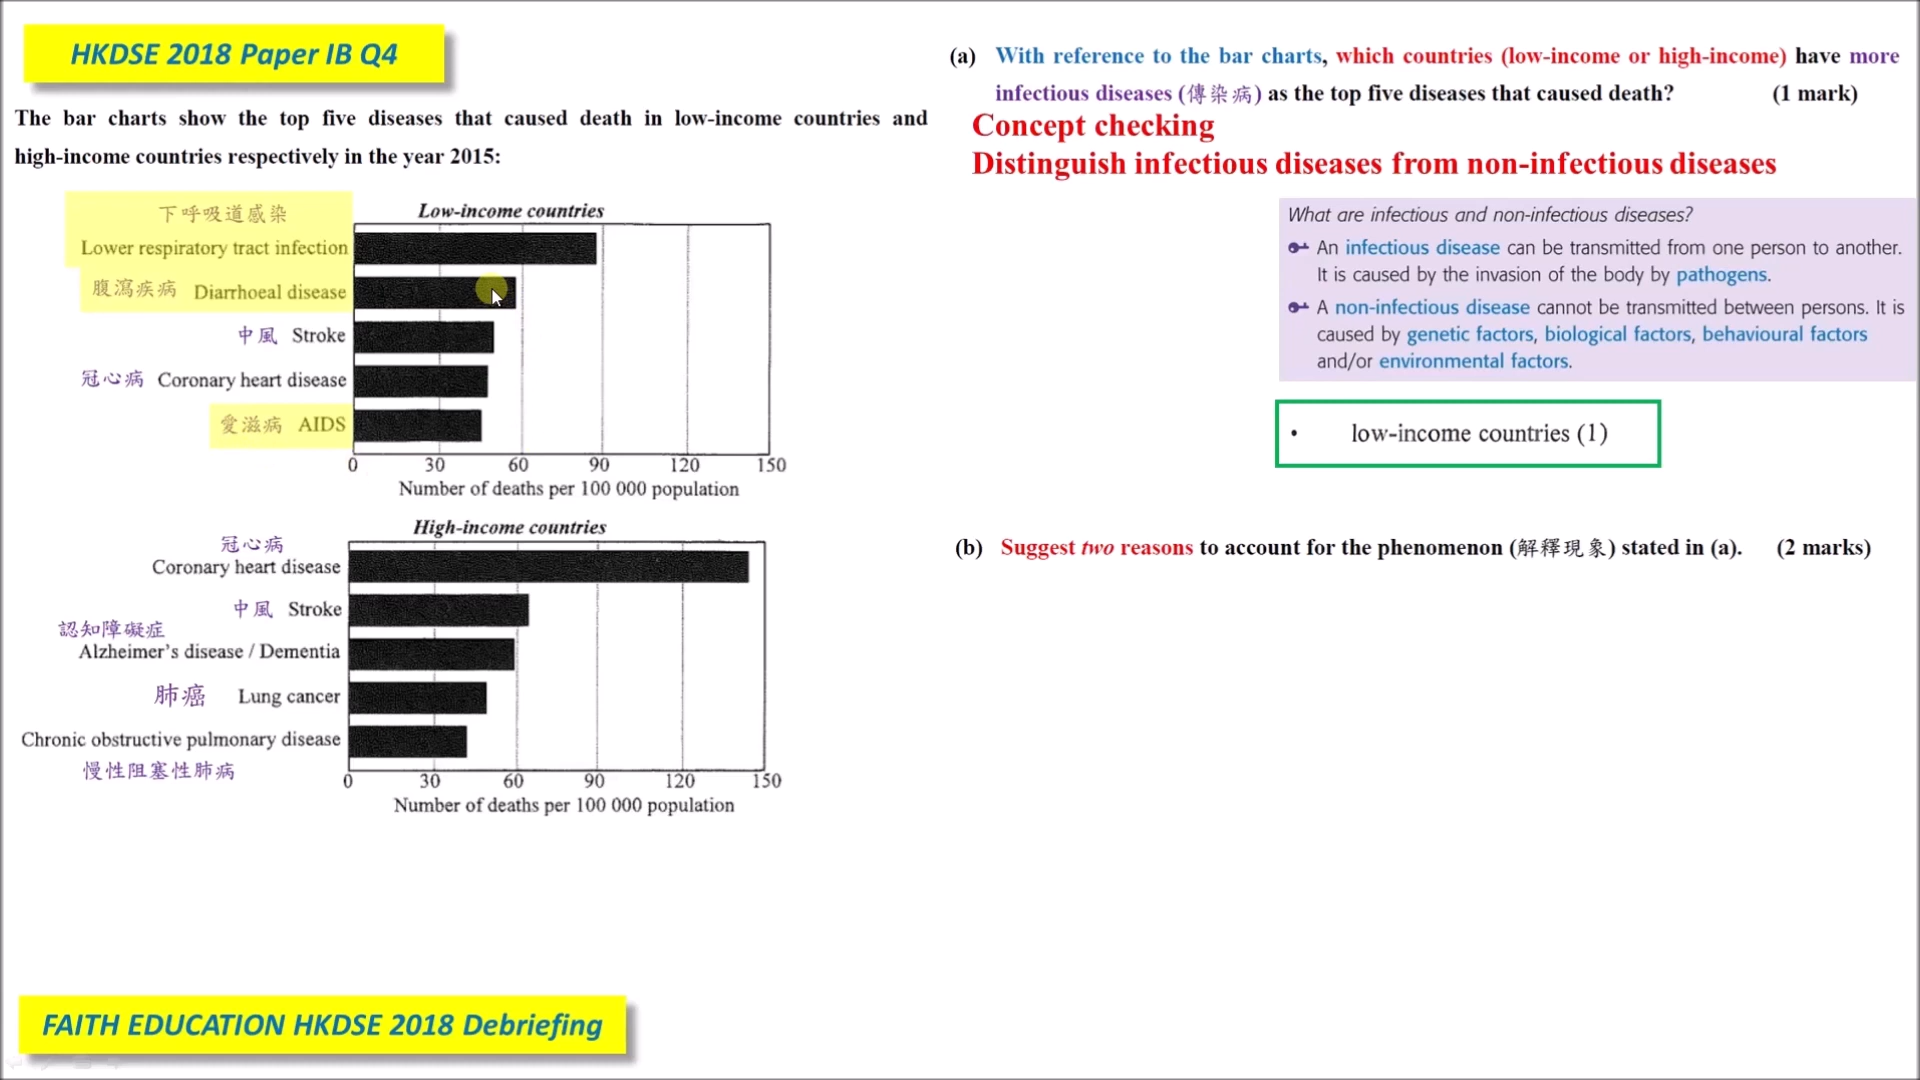 HKDSE 2018 Paper IB Q4
The bar charts show the top five diseases that caused death in low-income countries and
high-income countries respectively in the year 2015:
Low-income countries
下呼吸道感染
Lower respiratory tract infection
腹瀉疾病 Diarrhoeal disease
中風 Stroke
冠心病 Coronary heart disease
愛滋病 AIDS
0 30 60 90 120 150
Number of deaths per 100 000 population
High-income countries
冠心病
Coronary heart disease
中風 Stroke
認知障礙症
Alzheimer's disease / Dementia
肺癌 Lung cancer
Chronic obstructive pulmonary disease
慢性阻塞性肺病
0 30 60 90 120 150
Number of deaths per 100 000 population
FAITH EDUCATION HKDSE 2018 Debriefing
(a) With reference to the bar charts, which countries (low-income or high-income) have more
infectious diseases (傳染病) as the top five diseases that caused death? (1 mark)
Concept checking
Distinguish infectious diseases from non-infectious diseases
What are infectious and non-infectious diseases?
An infectious disease can be transmitted from one person to another.
It is caused by the invasion of the body by pathogens.
A non-infectious disease cannot be transmitted between persons. It is
caused by genetic factors, biological factors, behavioural factors
and/or environmental factors.
• low-income countries (1)
(b) Suggest two reasons to account for the phenomenon (解釋現象) stated in (a). (2 marks)